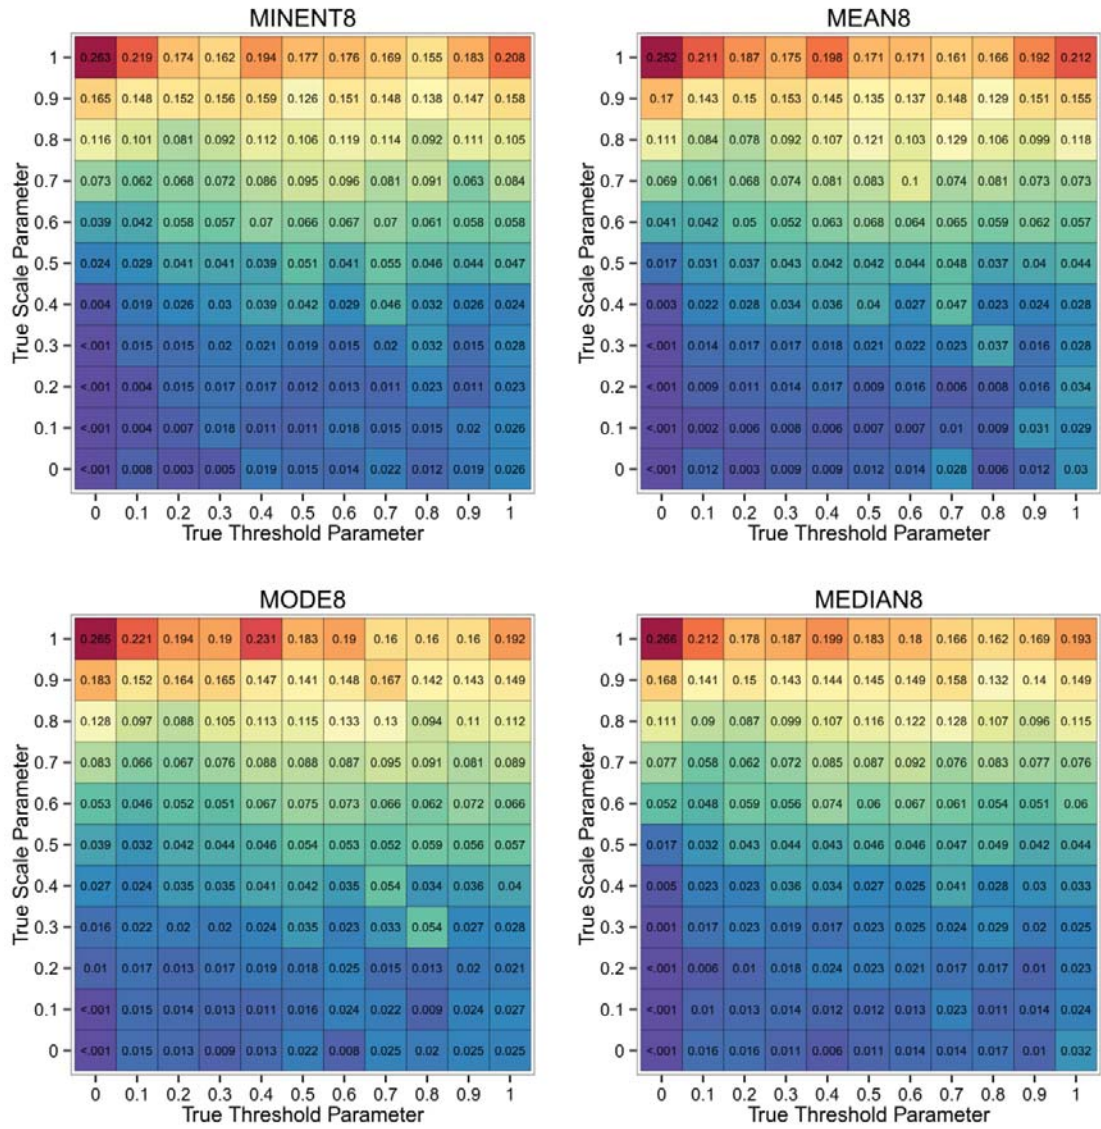 MINENT8
True Scale Parameter
1 0.263 0.219 0.174 0.162 0.194 0.177 0.176 0.169 0.155 0.183 0.208
0.9 0.165 0.148 0.152 0.156 0.159 0.126 0.151 0.148 0.138 0.147 0.158
0.8 0.116 0.101 0.081 0.092 0.112 0.106 0.119 0.114 0.092 0.111 0.105
0.7 0.073 0.062 0.068 0.072 0.086 0.095 0.096 0.081 0.091 0.063 0.084
0.6 0.039 0.042 0.058 0.057 0.07 0.066 0.067 0.07 0.061 0.058 0.058
0.5 0.024 0.029 0.041 0.041 0.039 0.051 0.041 0.055 0.046 0.044 0.047
0.4 0.004 0.019 0.026 0.03 0.039 0.042 0.029 0.046 0.032 0.026 0.024
0.3 <.001 0.015 0.015 0.02 0.021 0.019 0.015 0.02 0.032 0.015 0.028
0.2 <.001 0.004 0.015 0.017 0.017 0.012 0.013 0.011 0.023 0.011 0.023
0.1 <.001 0.004 0.007 0.018 0.011 0.011 0.018 0.015 0.015 0.02 0.026
0 <.001 0.008 0.003 0.005 0.019 0.015 0.014 0.022 0.012 0.019 0.026
0 0.1 0.2 0.3 0.4 0.5 0.6 0.7 0.8 0.9 1
True Threshold Parameter
MEAN8
True Scale Parameter
1 0.252 0.211 0.187 0.175 0.198 0.171 0.171 0.161 0.166 0.192 0.212
0.9 0.17 0.143 0.15 0.153 0.145 0.135 0.137 0.148 0.129 0.151 0.155
0.8 0.111 0.084 0.078 0.092 0.107 0.121 0.103 0.129 0.106 0.099 0.118
0.7 0.069 0.061 0.068 0.074 0.081 0.083 0.1 0.074 0.081 0.073 0.073
0.6 0.041 0.042 0.05 0.052 0.063 0.068 0.064 0.065 0.059 0.062 0.057
0.5 0.017 0.031 0.037 0.043 0.042 0.042 0.044 0.048 0.037 0.04 0.044
0.4 0.003 0.022 0.028 0.034 0.036 0.04 0.027 0.047 0.023 0.024 0.028
0.3 <.001 0.014 0.017 0.017 0.018 0.021 0.022 0.023 0.037 0.016 0.028
0.2 <.001 0.009 0.011 0.014 0.017 0.009 0.016 0.006 0.008 0.016 0.034
0.1 <.001 0.002 0.006 0.008 0.006 0.007 0.007 0.01 0.009 0.031 0.029
0 <.001 0.012 0.003 0.009 0.009 0.012 0.014 0.028 0.006 0.012 0.03
0 0.1 0.2 0.3 0.4 0.5 0.6 0.7 0.8 0.9 1
True Threshold Parameter
MODE8
True Scale Parameter
1 0.265 0.221 0.194 0.19 0.231 0.183 0.19 0.16 0.16 0.16 0.192
0.9 0.183 0.152 0.164 0.165 0.147 0.141 0.148 0.167 0.142 0.143 0.149
0.8 0.128 0.097 0.088 0.105 0.113 0.115 0.133 0.13 0.094 0.11 0.112
0.7 0.083 0.066 0.067 0.076 0.088 0.088 0.087 0.095 0.091 0.081 0.089
0.6 0.053 0.046 0.052 0.051 0.067 0.075 0.073 0.066 0.062 0.072 0.066
0.5 0.039 0.032 0.042 0.044 0.046 0.054 0.053 0.052 0.059 0.056 0.057
0.4 0.027 0.024 0.035 0.035 0.041 0.042 0.035 0.054 0.034 0.036 0.04
0.3 0.016 0.022 0.02 0.02 0.024 0.035 0.023 0.033 0.054 0.027 0.028
0.2 0.01 0.017 0.013 0.017 0.019 0.018 0.025 0.015 0.013 0.02 0.021
0.1 <.001 0.015 0.014 0.013 0.011 0.016 0.024 0.022 0.009 0.024 0.027
0 <.001 0.015 0.013 0.009 0.013 0.022 0.008 0.025 0.02 0.025 0.025
0 0.1 0.2 0.3 0.4 0.5 0.6 0.7 0.8 0.9 1
True Threshold Parameter
MEDIAN8
True Scale Parameter
1 0.266 0.212 0.178 0.187 0.199 0.183 0.18 0.166 0.162 0.169 0.193
0.9 0.168 0.141 0.15 0.143 0.144 0.145 0.149 0.158 0.132 0.14 0.149
0.8 0.111 0.09 0.087 0.099 0.107 0.116 0.122 0.128 0.107 0.096 0.115
0.7 0.077 0.058 0.062 0.072 0.085 0.087 0.092 0.076 0.083 0.077 0.076
0.6 0.052 0.048 0.059 0.056 0.074 0.06 0.067 0.061 0.054 0.051 0.06
0.5 0.017 0.032 0.043 0.044 0.043 0.046 0.046 0.047 0.049 0.042 0.044
0.4 0.005 0.023 0.023 0.036 0.034 0.027 0.025 0.041 0.028 0.03 0.033
0.3 0.001 0.017 0.023 0.019 0.017 0.023 0.025 0.024 0.029 0.02 0.025
0.2 <.001 0.006 0.01 0.018 0.024 0.023 0.021 0.017 0.017 0.01 0.023
0.1 <.001 0.01 0.013 0.014 0.012 0.012 0.013 0.023 0.011 0.014 0.024
0 <.001 0.016 0.016 0.011 0.006 0.011 0.014 0.014 0.017 0.01 0.032
0 0.1 0.2 0.3 0.4 0.5 0.6 0.7 0.8 0.9 1
True Threshold Parameter